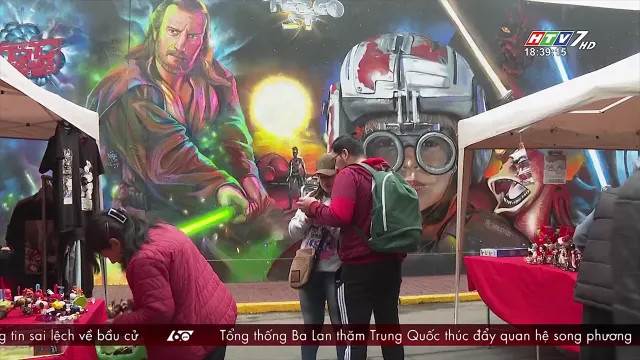 HTV7 HD
18:39:15
g tin sai lệch về bầu cử
Tổng thống Ba Lan thăm Trung Quốc thúc đẩy quan hệ song phương